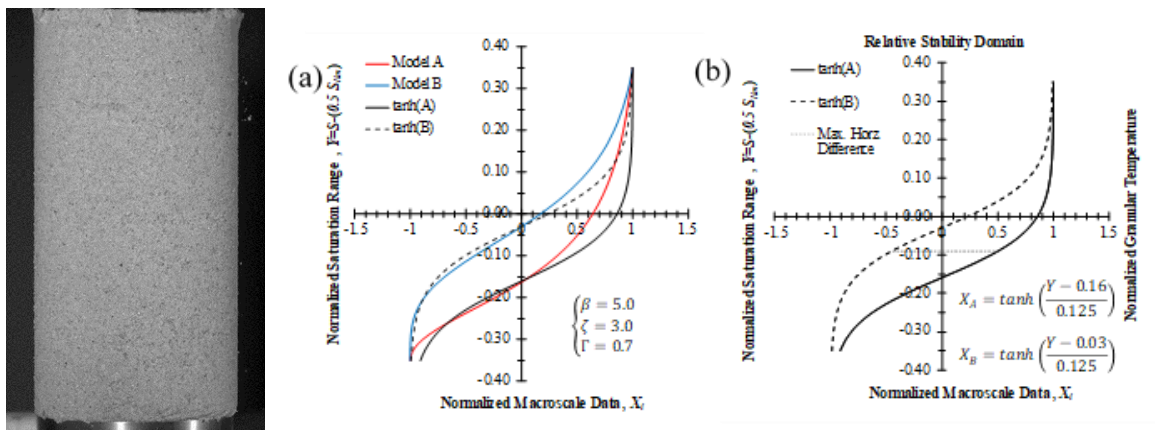 (a)
Model A
Model B
tanh(A)
tanh(B)
0.40
0.30
0.20
0.10
0.00
-0.10
-0.20
-0.30
-0.40
-1.5 -1 -0.5 0 0.5 1 1.5
Normalized Saturation Range , Y=S-(0.5 S_Nw)
β = 5.0
ζ = 3.0
Γ = 0.7
Normalized Macroscale Data, Xᵢ
(b)
Relative Stability Domain
tanh(A)
tanh(B)
Max. Horz
Difference
0.40
0.30
0.20
0.10
0.00
-0.10
-0.20
-0.30
-0.40
-1.5 -1 -0.5 0 0.5 1 1.5
Normalized Saturation Range , Y=S-(0.5 S_Nw)
Normalized Granular Temperature
X_A = tanh((Y − 0.16)/0.125)
X_B = tanh((Y − 0.03)/0.125)
Normalized Macroscale Data, Xᵢ